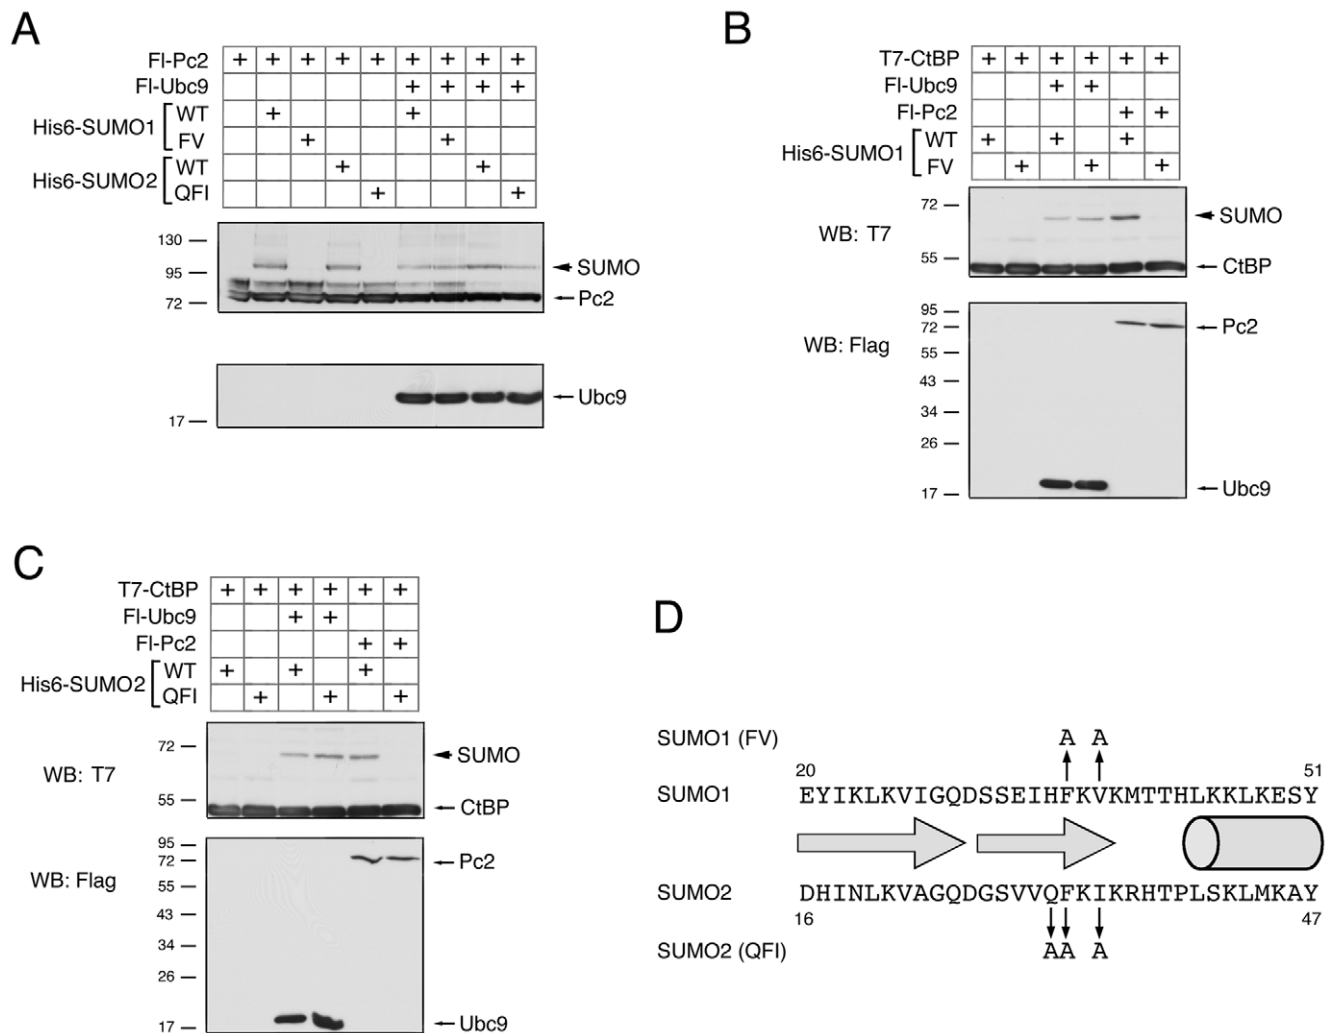 A
Fl-Pc2 + + + + + + + + +
Fl-Ubc9 + + + +
His6-SUMO1 WT + +
FV + +
His6-SUMO2 WT + +
QFI + +
130
95
72
SUMO
Pc2
17
Ubc9
B
T7-CtBP + + + + + +
Fl-Ubc9 + +
Fl-Pc2 + +
His6-SUMO1 WT + + +
FV + + +
WB: T7
72
55
SUMO
CtBP
WB: Flag
95
72
55
43
34
26
17
Pc2
Ubc9
C
T7-CtBP + + + + + +
Fl-Ubc9 + +
Fl-Pc2 + +
His6-SUMO2 WT + + +
QFI + + +
WB: T7
72
55
SUMO
CtBP
WB: Flag
95
72
55
43
34
26
17
Pc2
Ubc9
D
SUMO1 (FV) A A
20 51
SUMO1 EYIKLKVIGQDSSEIHFKVKMTTHLKKLKESY
SUMO2 DHINLKVAGQDGSVVQFKIKRHTPLSKLMKAY
16 47
SUMO2 (QFI) AA A